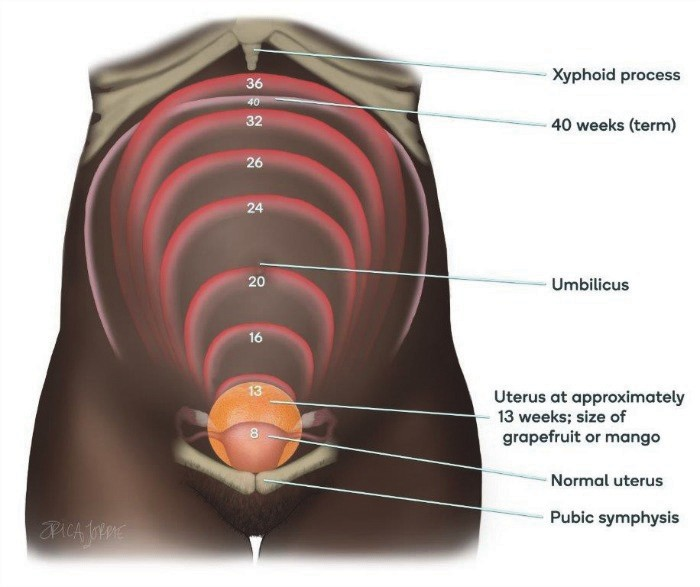 36
Xyphoid process
40
40 weeks (term)
32
26
24
20
Umbilicus
16
13
Uterus at approximately
13 weeks; size of
grapefruit or mango
8
Normal uterus
Pubic symphysis